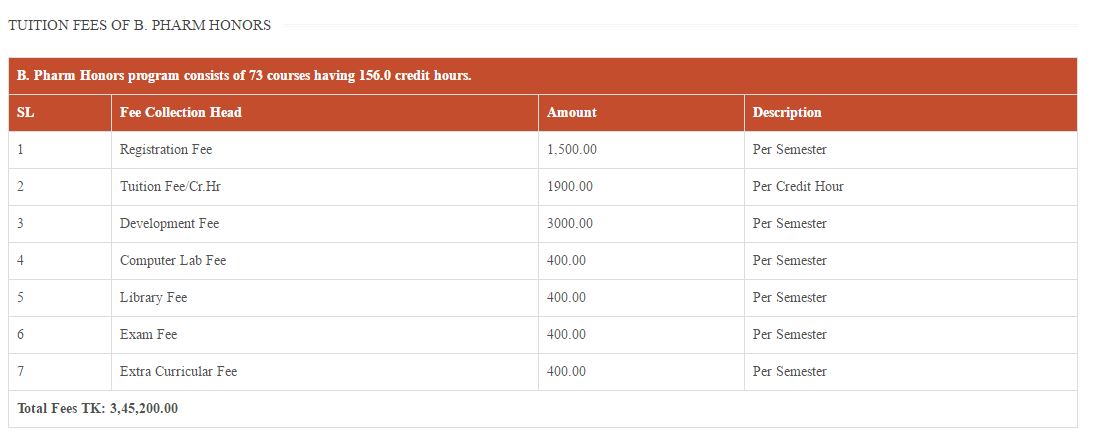 TUITION FEES OF B. PHARM HONORS
B. Pharm Honors program consists of 73 courses having 156.0 credit hours.
SL Fee Collection Head Amount Description
1 Registration Fee 1,500.00 Per Semester
2 Tuition Fee/Cr.Hr 1900.00 Per Credit Hour
3 Development Fee 3000.00 Per Semester
4 Computer Lab Fee 400.00 Per Semester
5 Library Fee 400.00 Per Semester
6 Exam Fee 400.00 Per Semester
7 Extra Curricular Fee 400.00 Per Semester
Total Fees TK: 3,45,200.00